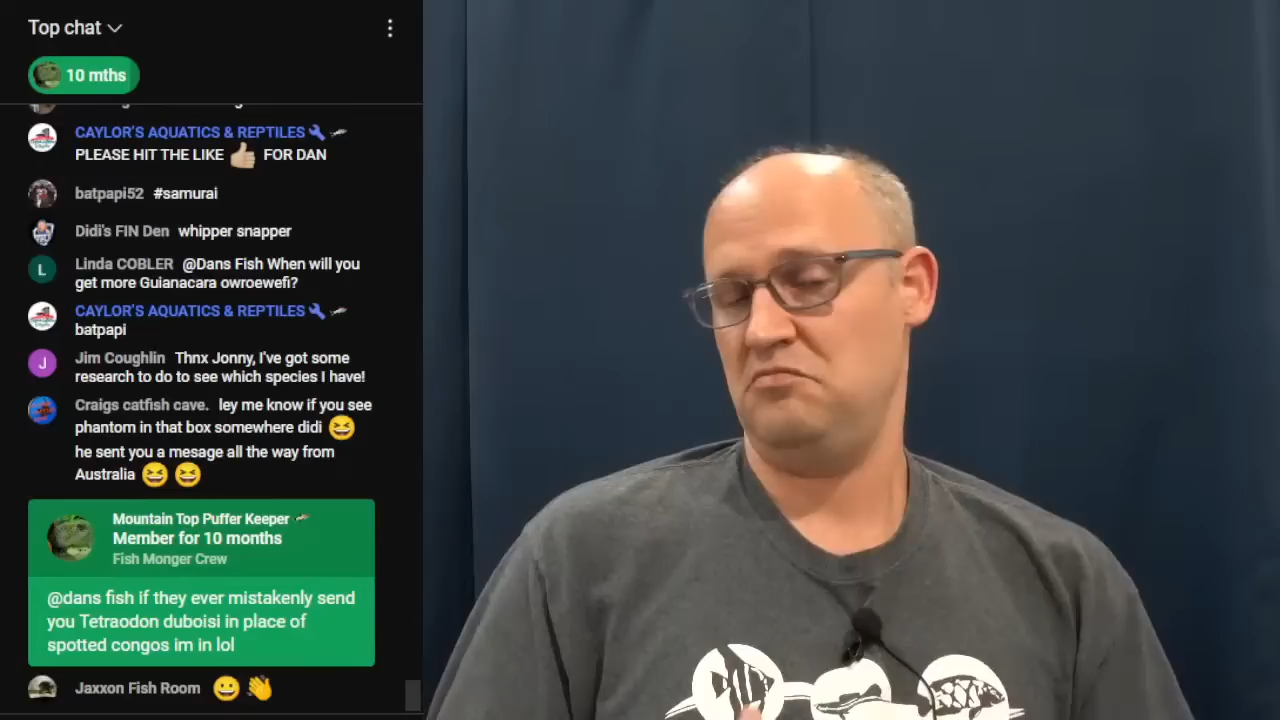 Top chat
10 mths
CAYLOR'S AQUATICS & REPTILES
PLEASE HIT THE LIKE FOR DAN
batpapi52 #samurai
Didi's FIN Den whipper snapper
L
Linda COBLER @Dans Fish When will you
get more Guianacara owroewefi?
CAYLOR'S AQUATICS & REPTILES
batpapi
J
Jim Coughlin Thnx Jonny, I've got some
research to do to see which species I have!
Craigs catfish cave. ley me know if you see
phantom in that box somewhere didi
he sent you a mesage all the way from
Australia
Mountain Top Puffer Keeper
Member for 10 months
Fish Monger Crew
@dans fish if they ever mistakenly send
you Tetraodon duboisi in place of
spotted congos im in lol
Jaxxon Fish Room